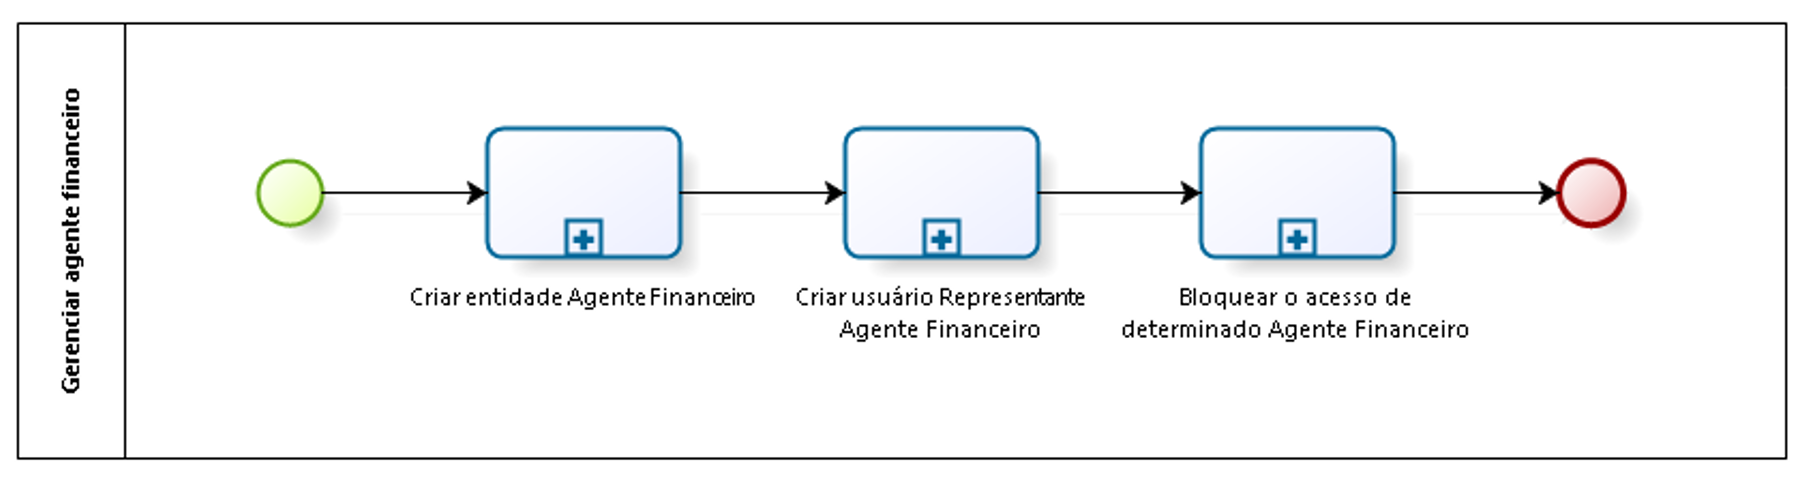 Gerenciar agente financeiro
Criar entidade Agente Financeiro
Criar usuário Representante
Agente Financeiro
Bloquear o acesso de
determinado Agente Financeiro